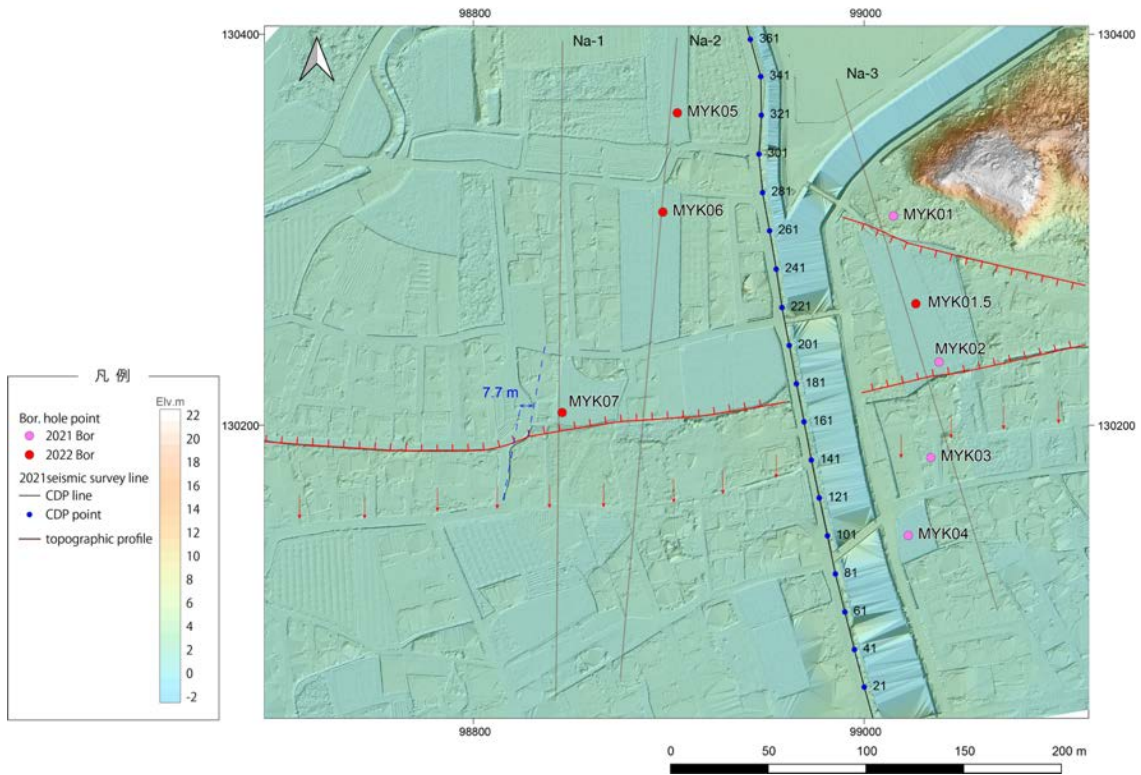 98800
99000
130400
130400
Na-1
Na-2
361
Na-3
341
MYK05
321
301
281
MYK06
MYK01
261
241
MYK01.5
221
201
MYK02
7.7 m
181
MYK07
130200
161
130200
141
MYK03
121
101
MYK04
81
61
41
21
凡 例
Elv.m
Bor. hole point
2021 Bor
2022 Bor
2021seismic survey line
CDP line
CDP point
topographic profile
22
20
18
16
14
12
10
8
6
4
2
0
-2
98800
99000
0 50 100 150 200 m